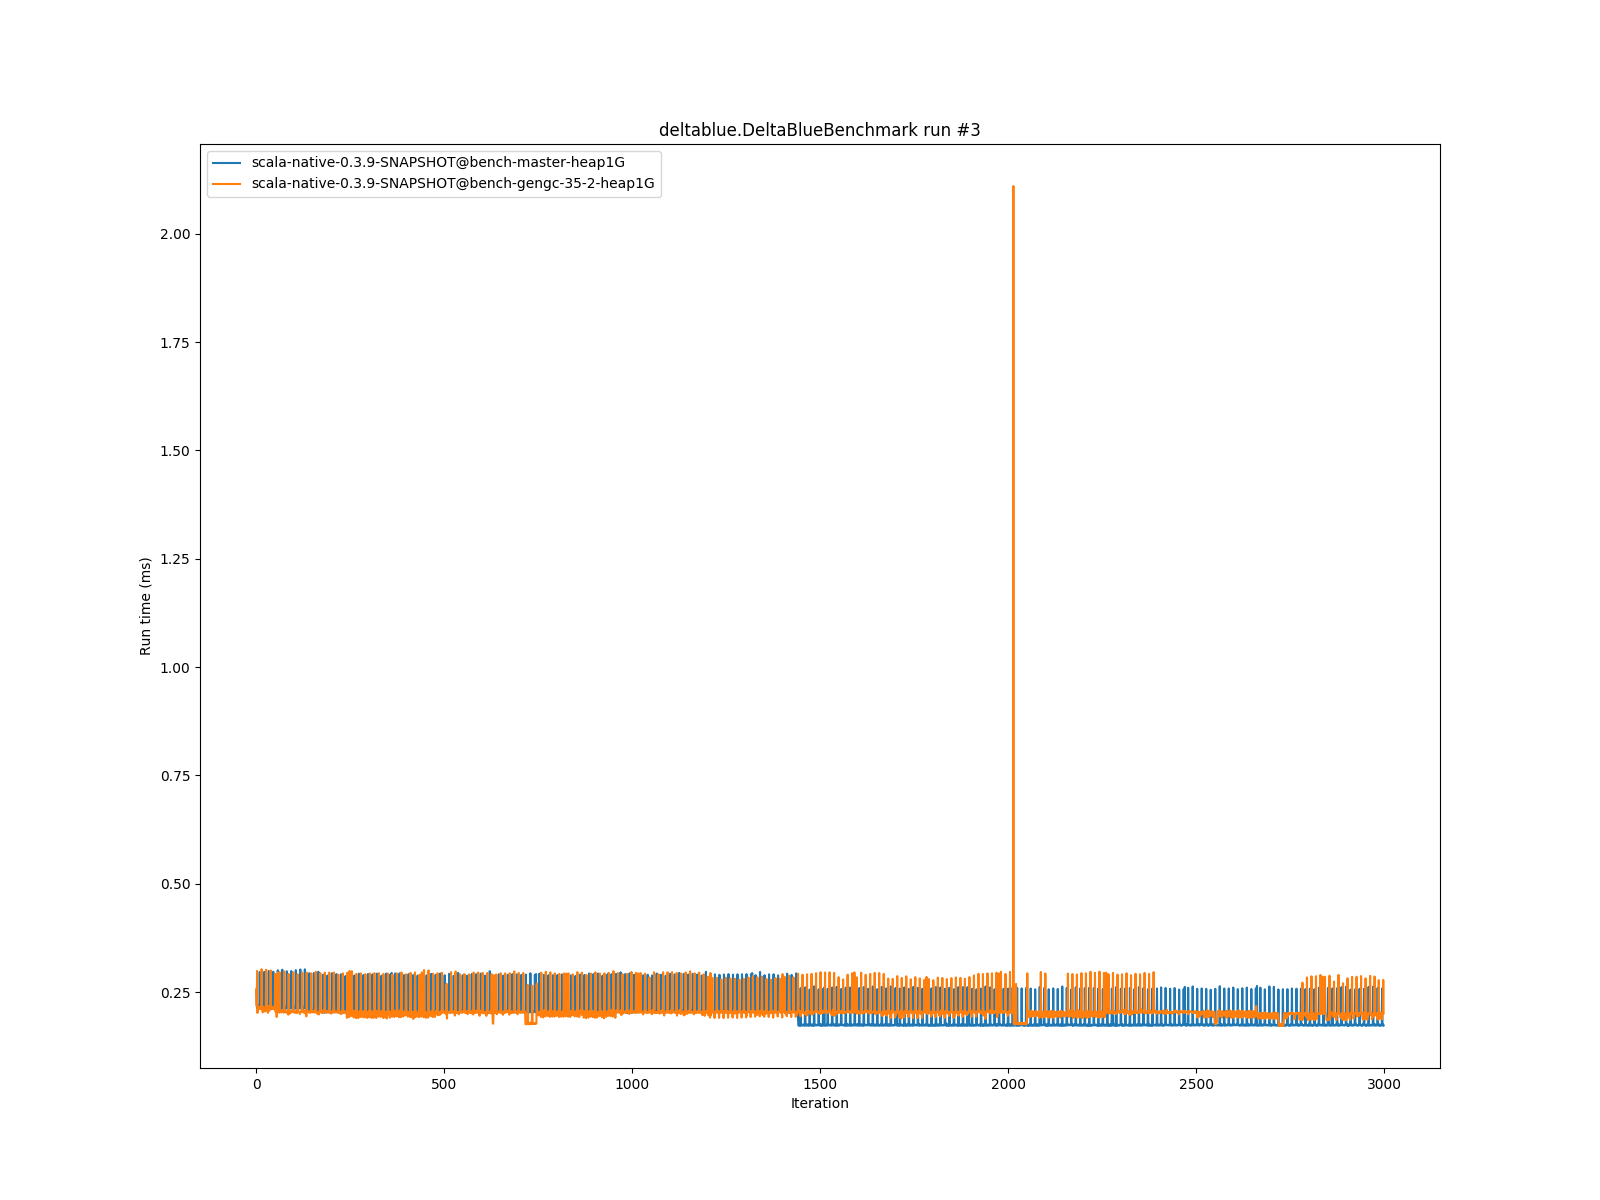 deltablue.DeltaBlueBenchmark run #3
scala-native-0.3.9-SNAPSHOT@bench-master-heap1G
scala-native-0.3.9-SNAPSHOT@bench-gengc-35-2-heap1G
2.00
1.75
1.50
1.25
1.00
0.75
0.50
0.25
Run time (ms)
0 500 1000 1500 2000 2500 3000
Iteration